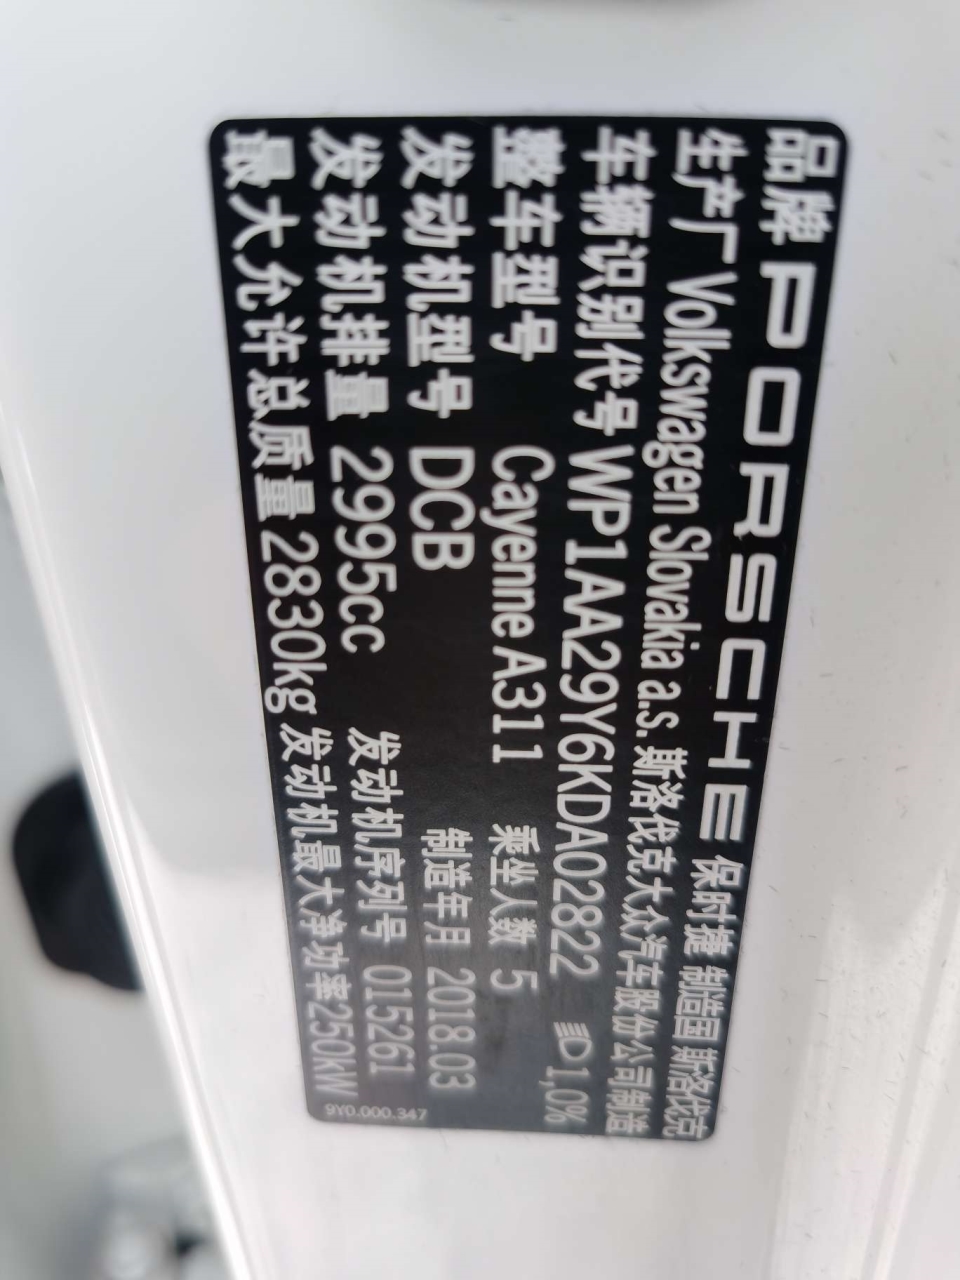 品牌 PORSCHE 保时捷 制造国 斯洛伐克
生产厂 Volkswagen Slovakia a.s. 斯洛伐克大众汽车股份公司制造
车辆识别代号 WP1AA29Y6KDA02822 1,0%
整车型号 Cayenne A311 乘坐人数 5
发动机型号 DCB 制造年月 2018.03
发动机排量 2995cc 发动机序列号 015261
最大允许总质量 2830kg 发动机最大净功率250kW
9Y0.000.347